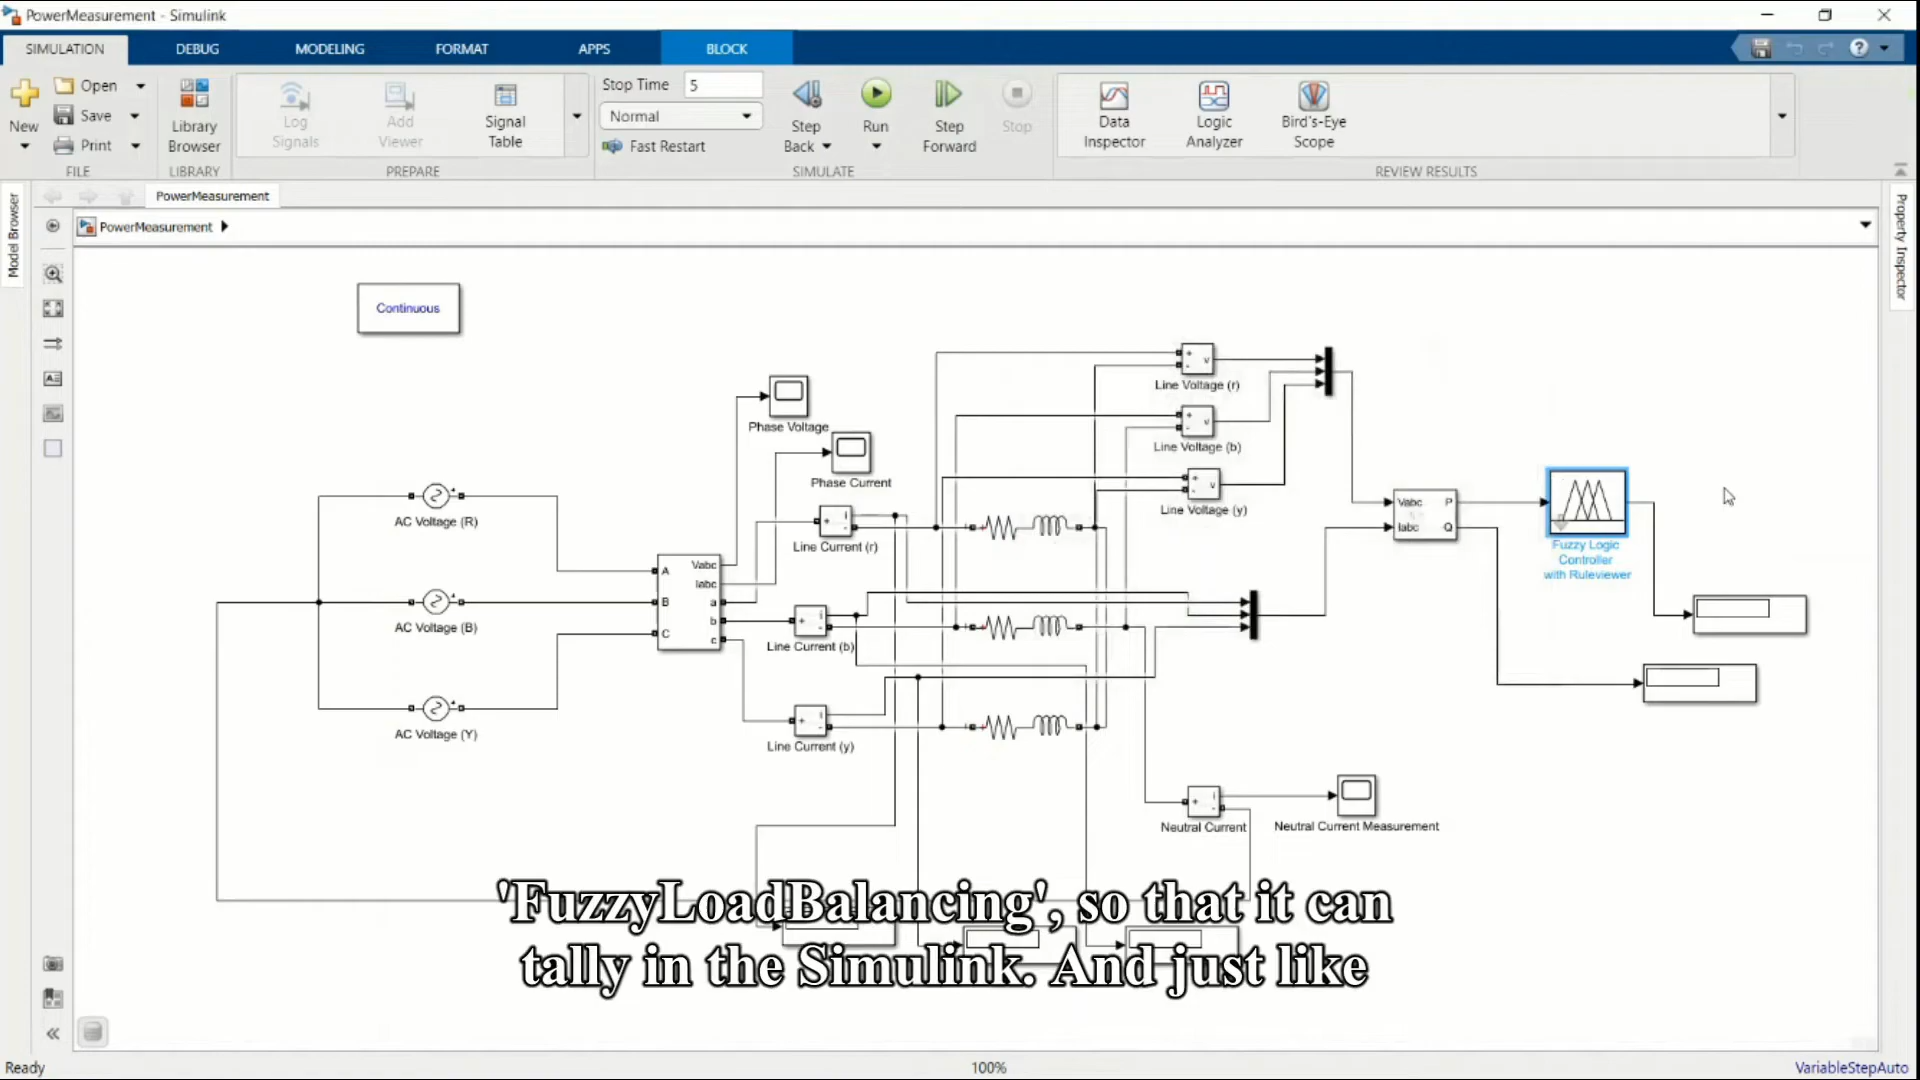 PowerMeasurement - Simulink
SIMULATION DEBUG MODELING FORMAT APPS BLOCK
New
Open
Save
Print
FILE
Library
Browser
LIBRARY
Log
Signals
Add
Viewer
Signal
Table
PREPARE
Stop Time 5
Normal
Fast Restart
Step
Back
Run
Step
Forward
Stop
SIMULATE
Data
Inspector
Logic
Analyzer
Bird's-Eye
Scope
REVIEW RESULTS
Model Browser
PowerMeasurement
PowerMeasurement
Property Inspector
Continuous
Phase Voltage
Phase Current
AC Voltage (R)
AC Voltage (B)
AC Voltage (Y)
A
B
C
Vabc
Iabc
a
b
c
Line Current (r)
Line Current (b)
Line Current (y)
Line Voltage (r)
Line Voltage (b)
Line Voltage (y)
Vabc P
Iabc Q
Fuzzy Logic
Controller
with Ruleviewer
Neutral Current
Neutral Current Measurement
'FuzzyLoadBalancing', so that it can
tally in the Simulink. And just like
Ready
100%
VariableStepAuto